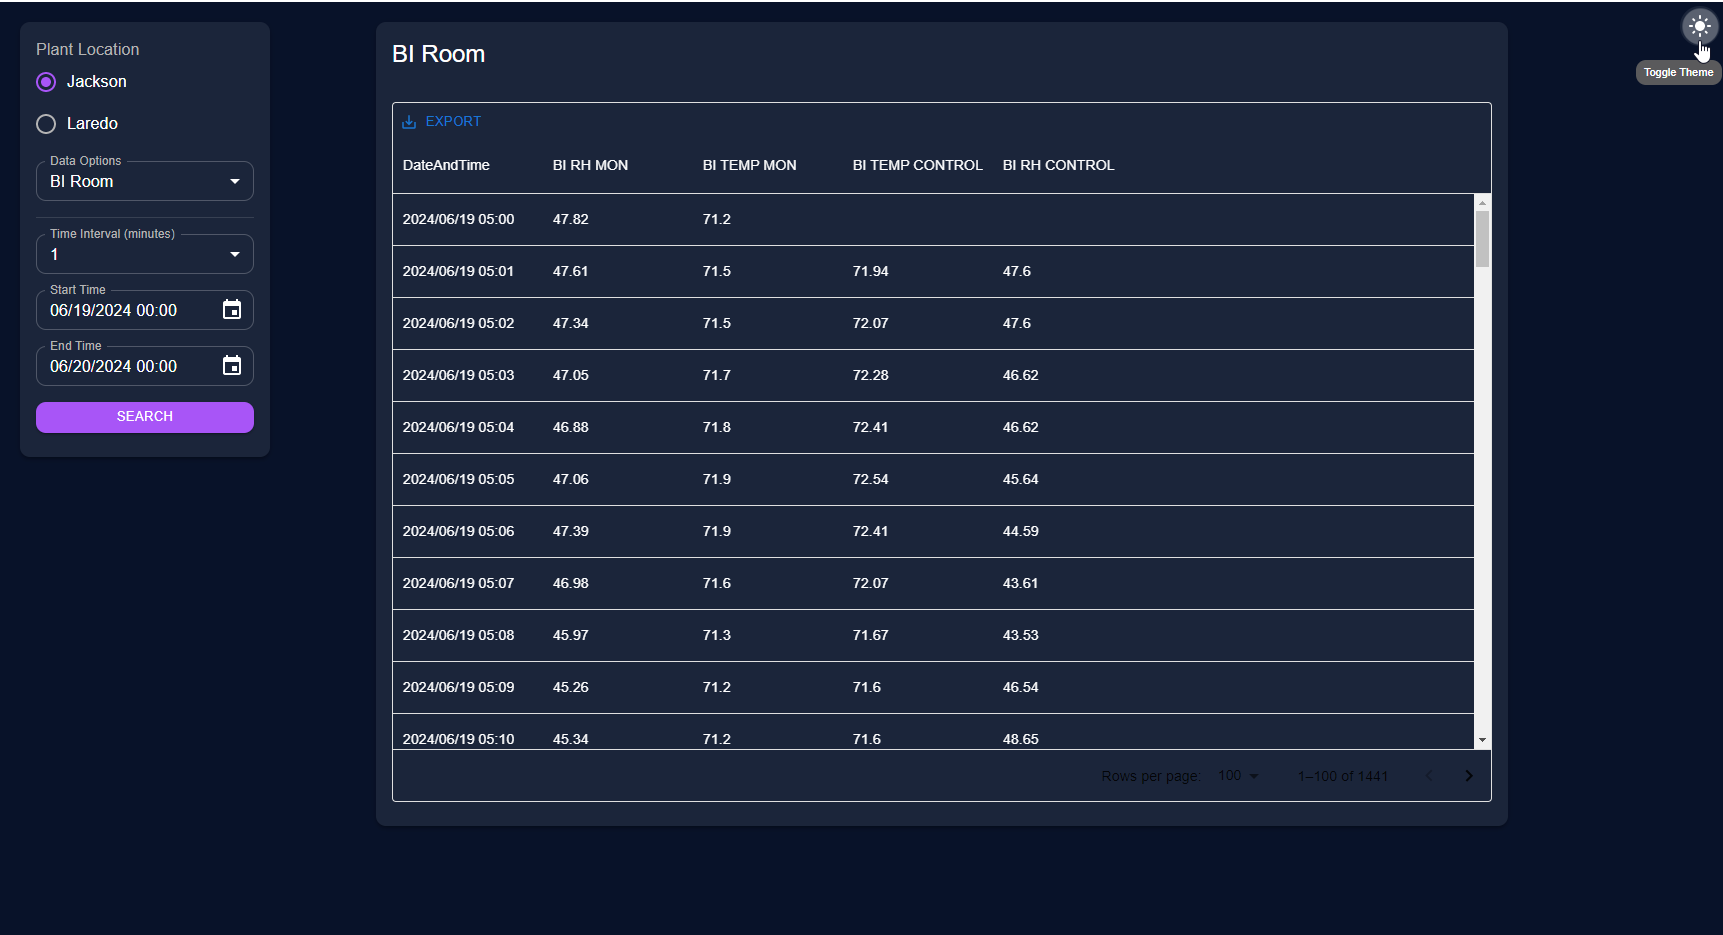 Plant Location
Jackson
Laredo
Data Options
BI Room
Time Interval (minutes)
1
Start Time
06/19/2024 00:00
End Time
06/20/2024 00:00
SEARCH
BI Room
Toggle Theme
EXPORT
DateAndTime BI RH MON BI TEMP MON BI TEMP CONTROL BI RH CONTROL
2024/06/19 05:00 47.82 71.2
2024/06/19 05:01 47.61 71.5 71.94 47.6
2024/06/19 05:02 47.34 71.5 72.07 47.6
2024/06/19 05:03 47.05 71.7 72.28 46.62
2024/06/19 05:04 46.88 71.8 72.41 46.62
2024/06/19 05:05 47.06 71.9 72.54 45.64
2024/06/19 05:06 47.39 71.9 72.41 44.59
2024/06/19 05:07 46.98 71.6 72.07 43.61
2024/06/19 05:08 45.97 71.3 71.67 43.53
2024/06/19 05:09 45.26 71.2 71.6 46.54
2024/06/19 05:10 45.34 71.2 71.6 48.65
Rows per page: 100 1–100 of 1441